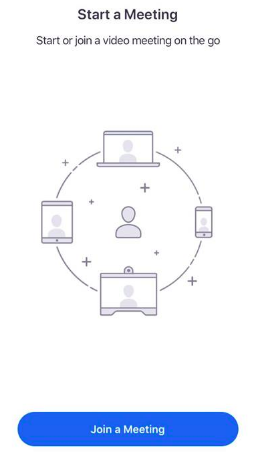 Start a Meeting
Start or join a video meeting on the go
Join a Meeting